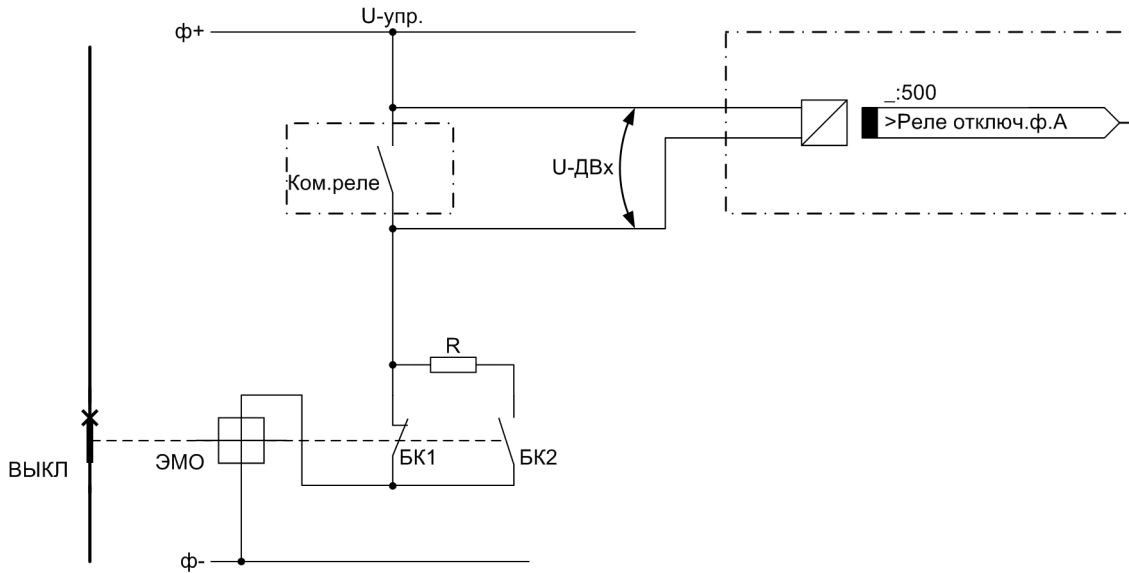 U-упр.
ф+
_:500
>Реле отключ.ф.А
U-ДВх
Ком.реле
R
ВЫКЛ
ЭМО
БК1
БК2
ф-